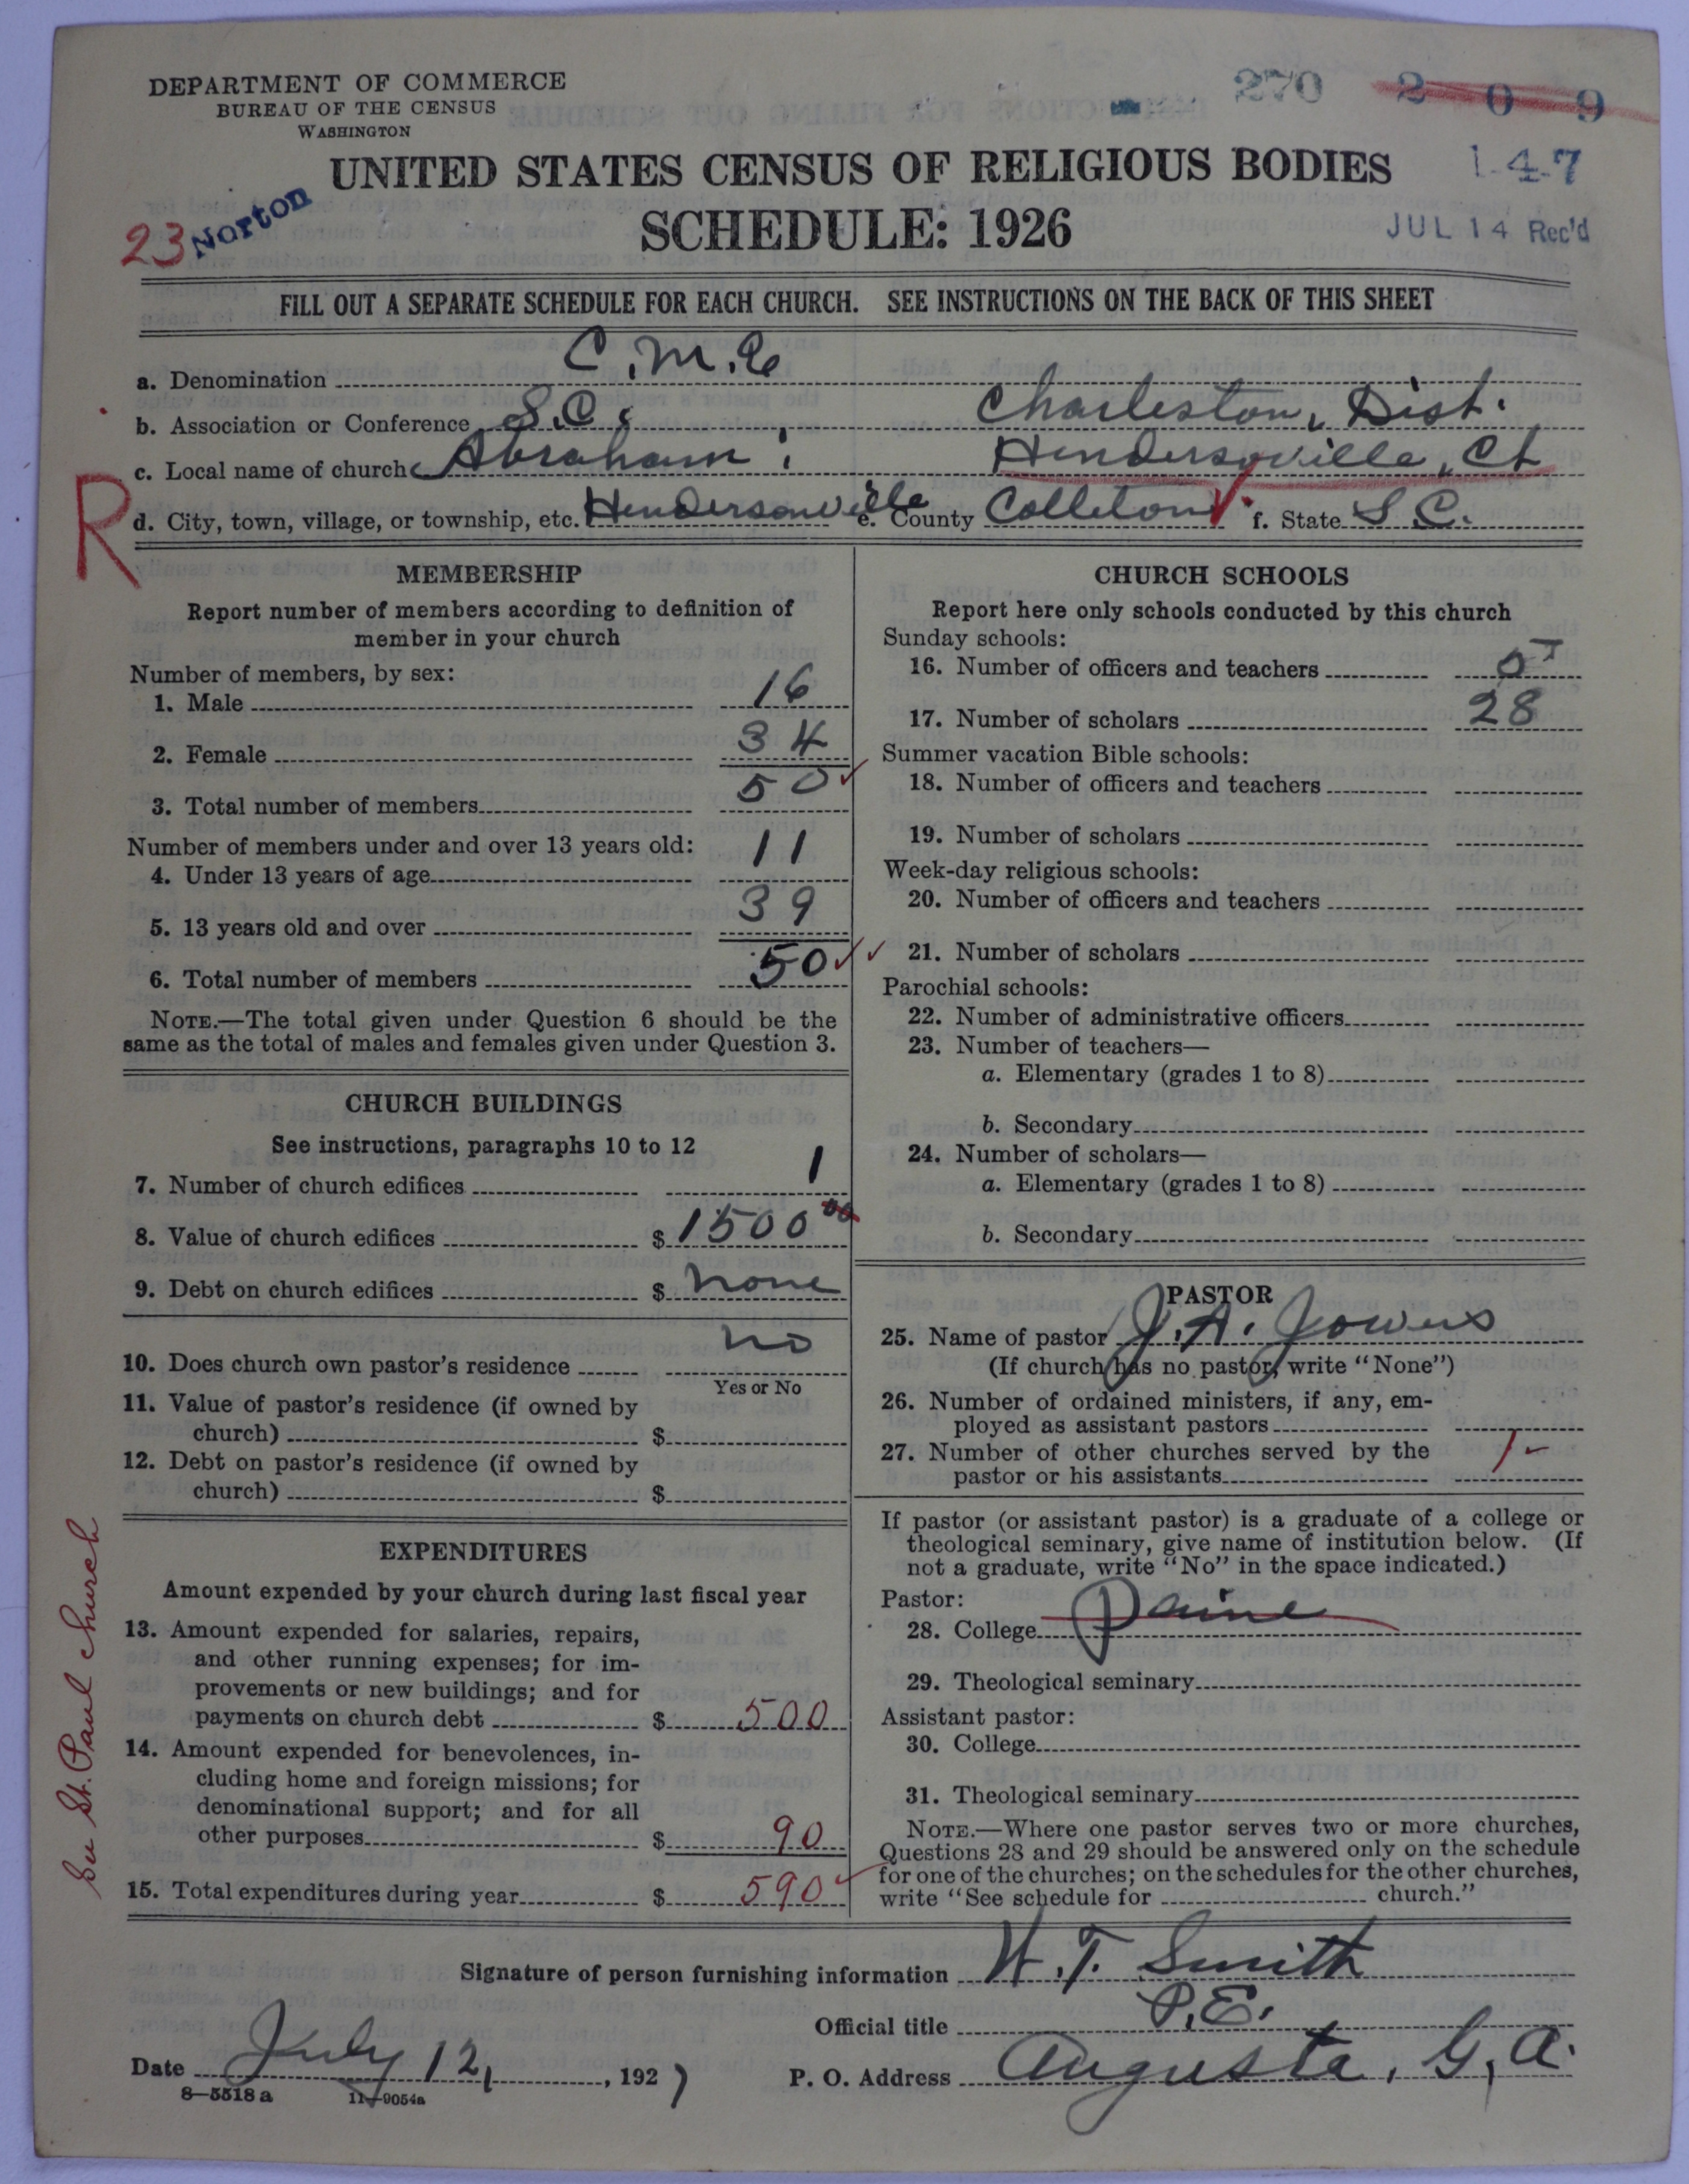 DEPARTMENT OF COMMERCE
BUREAU OF THE CENSUS
WASHINGTON
270 2 0 9
UNITED STATES CENSUS OF RELIGIOUS BODIES
147
23 Norton
SCHEDULE: 1926
JUL 14 Rec'd
FILL OUT A SEPARATE SCHEDULE FOR EACH CHURCH. SEE INSTRUCTIONS ON THE BACK OF THIS SHEET
a. Denomination C.M.E
b. Association or Conference S.C. Charleston, Dist.
c. Local name of church Abraham; Hendersonville, Ct
R
d. City, town, village, or township, etc. Hendersonville e. County Colleton f. State S.C.
MEMBERSHIP
Report number of members according to definition of
member in your church
Number of members, by sex:
1. Male 16
2. Female 34
3. Total number of members 50
Number of members under and over 13 years old:
4. Under 13 years of age 11
5. 13 years old and over 39
6. Total number of members 50
NOTE.—The total given under Question 6 should be the
same as the total of males and females given under Question 3.
CHURCH BUILDINGS
See instructions, paragraphs 10 to 12
7. Number of church edifices 1
8. Value of church edifices $ 1500 00
9. Debt on church edifices $ none
10. Does church own pastor's residence no
Yes or No
11. Value of pastor's residence (if owned by
church) $
12. Debt on pastor's residence (if owned by
church) $
EXPENDITURES
Amount expended by your church during last fiscal year
13. Amount expended for salaries, repairs,
and other running expenses; for im-
provements or new buildings; and for
payments on church debt $ 500
14. Amount expended for benevolences, in-
cluding home and foreign missions; for
denominational support; and for all
other purposes $ 90
15. Total expenditures during year $ 590
See St. Paul church
CHURCH SCHOOLS
Report here only schools conducted by this church
Sunday schools:
16. Number of officers and teachers 5
17. Number of scholars 28
Summer vacation Bible schools:
18. Number of officers and teachers
19. Number of scholars
Week-day religious schools:
20. Number of officers and teachers
21. Number of scholars
Parochial schools:
22. Number of administrative officers
23. Number of teachers—
a. Elementary (grades 1 to 8)
b. Secondary
24. Number of scholars—
a. Elementary (grades 1 to 8)
b. Secondary
PASTOR
25. Name of pastor J. A. Jowers
(If church has no pastor, write "None")
26. Number of ordained ministers, if any, em-
ployed as assistant pastors
27. Number of other churches served by the
pastor or his assistants 1
If pastor (or assistant pastor) is a graduate of a college or
theological seminary, give name of institution below. (If
not a graduate, write "No" in the space indicated.)
Pastor:
28. College Paine
29. Theological seminary
Assistant pastor:
30. College
31. Theological seminary
NOTE.—Where one pastor serves two or more churches,
Questions 28 and 29 should be answered only on the schedule
for one of the churches; on the schedules for the other churches,
write "See schedule for church."
Signature of person furnishing information W. T. Smith
Official title P.E.
Date July 12, 1927 P. O. Address Augusta, G, A.
8—5518 a 11—9054a